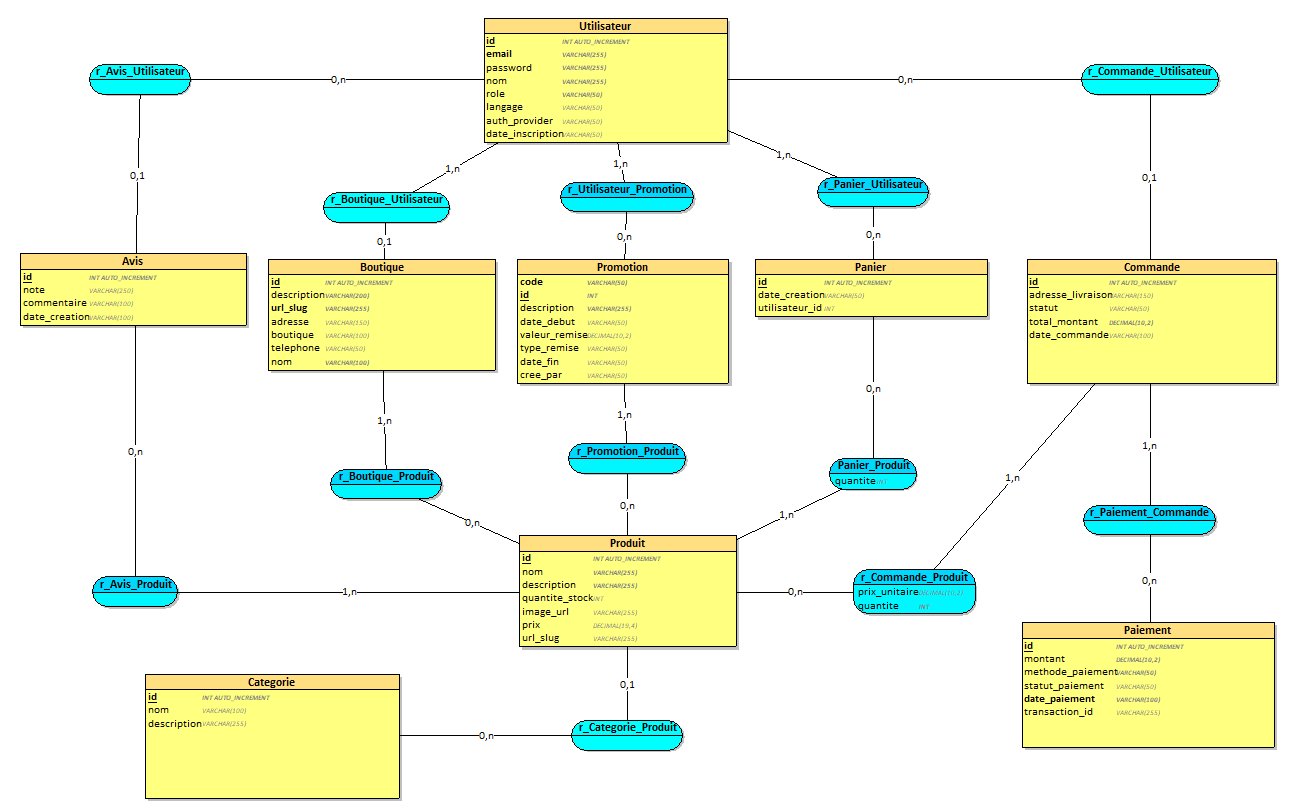 Utilisateur
id INT AUTO_INCREMENT
email VARCHAR(255)
password VARCHAR(255)
nom VARCHAR(255)
role VARCHAR(50)
langage VARCHAR(50)
auth_provider VARCHAR(50)
date_inscription VARCHAR(50)
r_Avis_Utilisateur
0,n
0,n
r_Commande_Utilisateur
0,1
1,n
1,n
1,n
0,1
r_Boutique_Utilisateur
r_Utilisateur_Promotion
r_Panier_Utilisateur
0,1
0,n
0,n
Avis
id INT AUTO_INCREMENT
note VARCHAR(250)
commentaire VARCHAR(100)
date_creation VARCHAR(100)
Boutique
id INT AUTO_INCREMENT
description VARCHAR(200)
url_slug VARCHAR(255)
adresse VARCHAR(150)
boutique VARCHAR(100)
telephone VARCHAR(50)
nom VARCHAR(100)
Promotion
code VARCHAR(50)
id INT
description VARCHAR(255)
date_debut VARCHAR(50)
valeur_remise DECIMAL(10,2)
type_remise VARCHAR(50)
date_fin VARCHAR(50)
cree_par VARCHAR(50)
Panier
id INT AUTO_INCREMENT
date_creation VARCHAR(50)
utilisateur_id INT
Commande
id INT AUTO_INCREMENT
adresse_livraison VARCHAR(150)
statut VARCHAR(50)
total_montant DECIMAL(10,2)
date_commande VARCHAR(100)
0,n
1,n
1,n
0,n
1,n
1,n
r_Boutique_Produit
r_Promotion_Produit
Panier_Produit
quantite INT
r_Paiement_Commande
0,n
0,n
1,n
0,n
Produit
id INT AUTO_INCREMENT
nom VARCHAR(255)
description VARCHAR(255)
quantite_stock INT
image_url VARCHAR(255)
prix DECIMAL(19,4)
url_slug VARCHAR(255)
r_Avis_Produit
1,n
0,n
r_Commande_Produit
prix_unitaire DECIMAL(10,2)
quantite INT
Paiement
id INT AUTO_INCREMENT
montant DECIMAL(10,2)
methode_paiement VARCHAR(50)
statut_paiement VARCHAR(50)
date_paiement VARCHAR(100)
transaction_id VARCHAR(255)
0,1
Categorie
id INT AUTO_INCREMENT
nom VARCHAR(100)
description VARCHAR(255)
0,n
r_Categorie_Produit